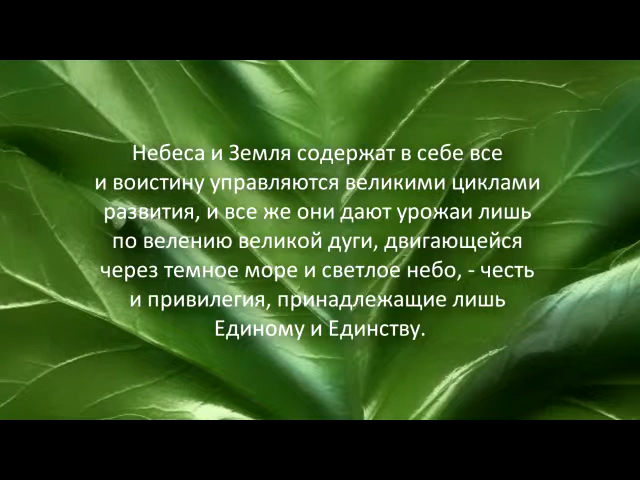 Небеса и Земля содержат в себе все
и воистину управляются великими циклами
развития, и все же они дают урожаи лишь
по велению великой дуги, двигающейся
через темное море и светлое небо, - честь
и привилегия, принадлежащие лишь
Единому и Единству.